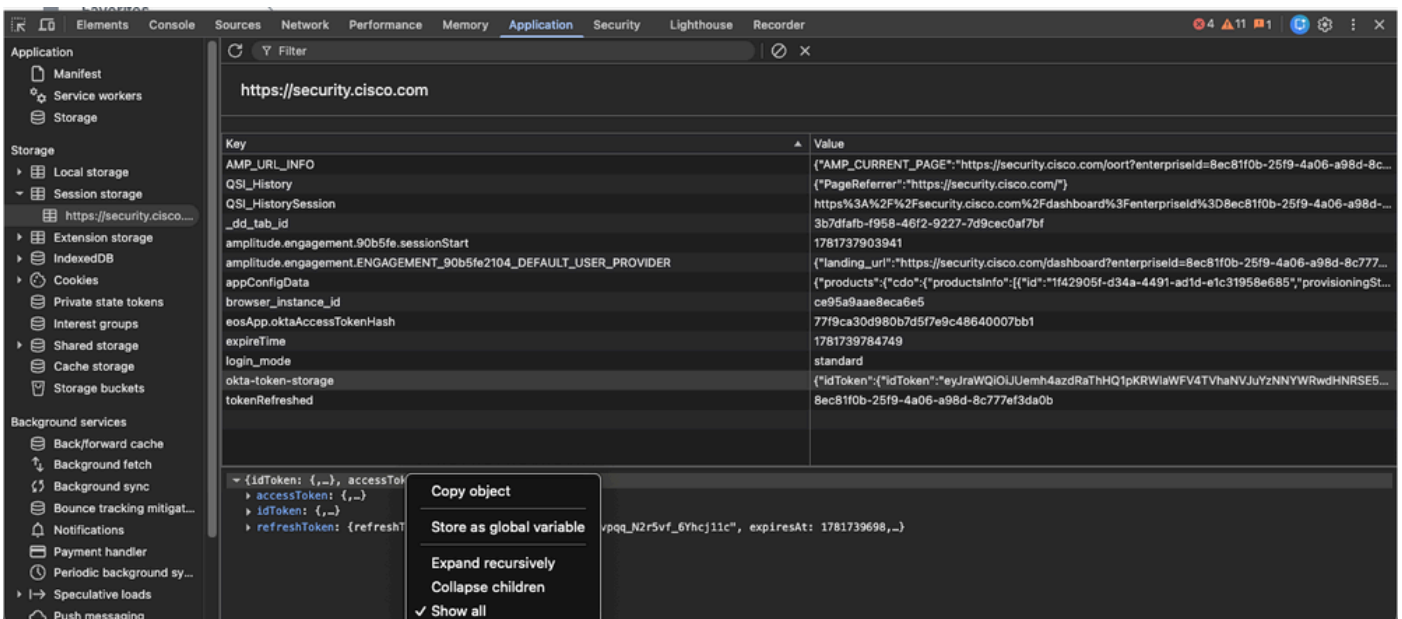 Favorites
Elements Console Sources Network Performance Memory Application Security Lighthouse Recorder 4 11 1
Application
Filter
Manifest
Service workers
https://security.cisco.com
Storage
Key Value
Storage
AMP_URL_INFO {"AMP_CURRENT_PAGE":"https://security.cisco.com/oort?enterpriseId=8ec81f0b-25f9-4a06-a98d-8c...
Local storage
QSI_History {"PageReferrer":"https://security.cisco.com/"}
Session storage
QSI_HistorySession https%3A%2F%2Fsecurity.cisco.com%2Fdashboard%3FenterpriseId%3D8ec81f0b-25f9-4a06-a98d-...
https://security.cisco....
_dd_tab_id 3b7dfafb-f958-46f2-9227-7d9cec0af7bf
Extension storage
amplitude.engagement.90b5fe.sessionStart 1781737903941
IndexedDB
amplitude.engagement.ENGAGEMENT_90b5fe2104_DEFAULT_USER_PROVIDER {"landing_url":"https://security.cisco.com/dashboard?enterpriseId=8ec81f0b-25f9-4a06-a98d-8c777...
Cookies
appConfigData {"products":{"cdo":{"productsInfo":[{"id":"1f42905f-d34a-4491-ad1d-e1c31958e685","provisioningSt...
Private state tokens
browser_instance_id ce95a9aae8eca6e5
Interest groups
eosApp.oktaAccessTokenHash 77f9ca30d980b7d5f7e9c48640007bb1
Shared storage
expireTime 1781739784749
Cache storage
login_mode standard
Storage buckets
okta-token-storage {"idToken":{"idToken":"eyJraWQiOiJUemh4azdRaThHQ1pKRWlaWFV4TVhaNVJuYzNNYWRwdHNRSE5...
tokenRefreshed 8ec81f0b-25f9-4a06-a98d-8c777ef3da0b
Background services
Back/forward cache
Background fetch
Background sync
Bounce tracking mitigat...
Notifications
Payment handler
Periodic background sy...
Speculative loads
Push messaging
{idToken: {,…}, accessTok
accessToken: {,…}
idToken: {,…}
refreshToken: {refreshT vpqq_N2r5vf_6Yhcj11c", expiresAt: 1781739698,…}
Copy object
Store as global variable
Expand recursively
Collapse children
✓ Show all